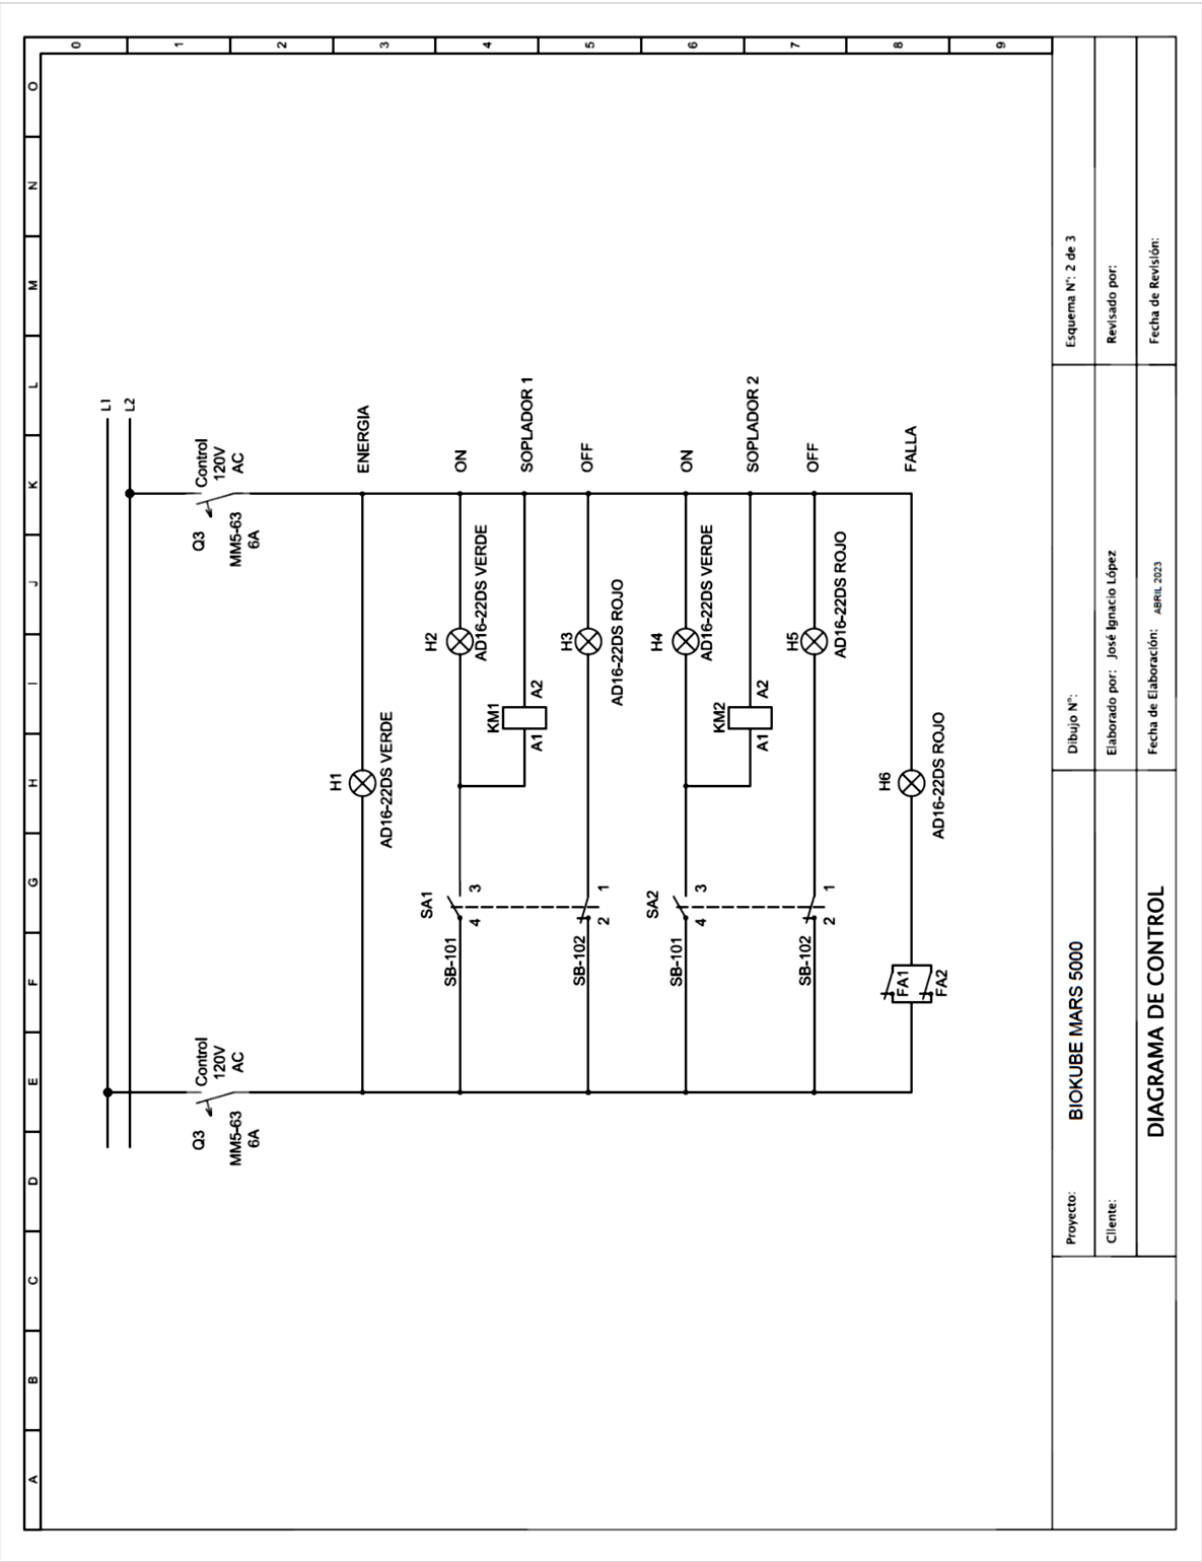 A B C D E F G H I J K L M N O
0
1
2
3
4
5
6
7
8
9
L1
L2
Q3
Control
120V
AC
MM5-63
6A
Q3
Control
120V
AC
MM5-63
6A
H1
AD16-22DS VERDE
ENERGIA
SA1
SB-101
4 3
H2
AD16-22DS VERDE
ON
KM1
A1 A2
SOPLADOR 1
SB-102
2 1
H3
AD16-22DS ROJO
OFF
SA2
SB-101
4 3
H4
AD16-22DS VERDE
ON
KM2
A1 A2
SOPLADOR 2
SB-102
2 1
H5
AD16-22DS ROJO
OFF
FA1
FA2
H6
AD16-22DS ROJO
FALLA
Proyecto: BIOKUBE MARS 5000
Dibujo N°:
Esquema N°: 2 de 3
Cliente:
Elaborado por: José Ignacio López
Revisado por:
DIAGRAMA DE CONTROL
Fecha de Elaboración: ABRIL 2023
Fecha de Revisión: